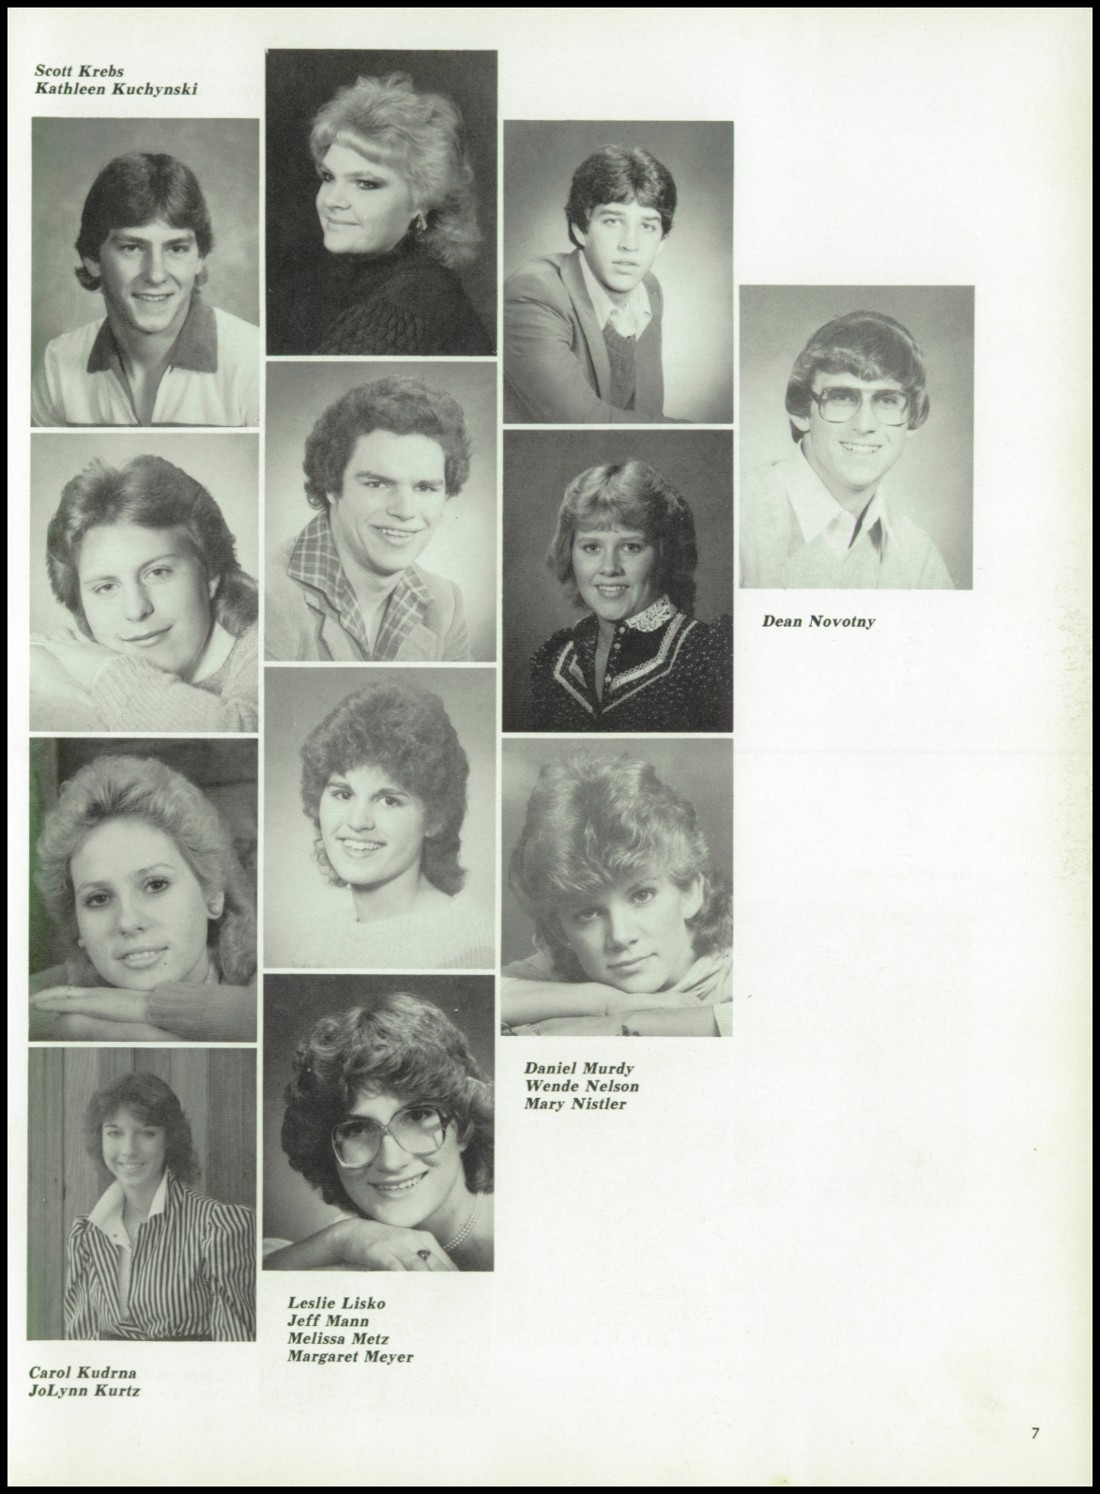 Scott Krebs
Kathleen Kuchynski
Carol Kudrna
JoLynn Kurtz
Leslie Lisko
Jeff Mann
Melissa Metz
Margaret Meyer
Daniel Murdy
Wende Nelson
Mary Nistler
Dean Novotny
7